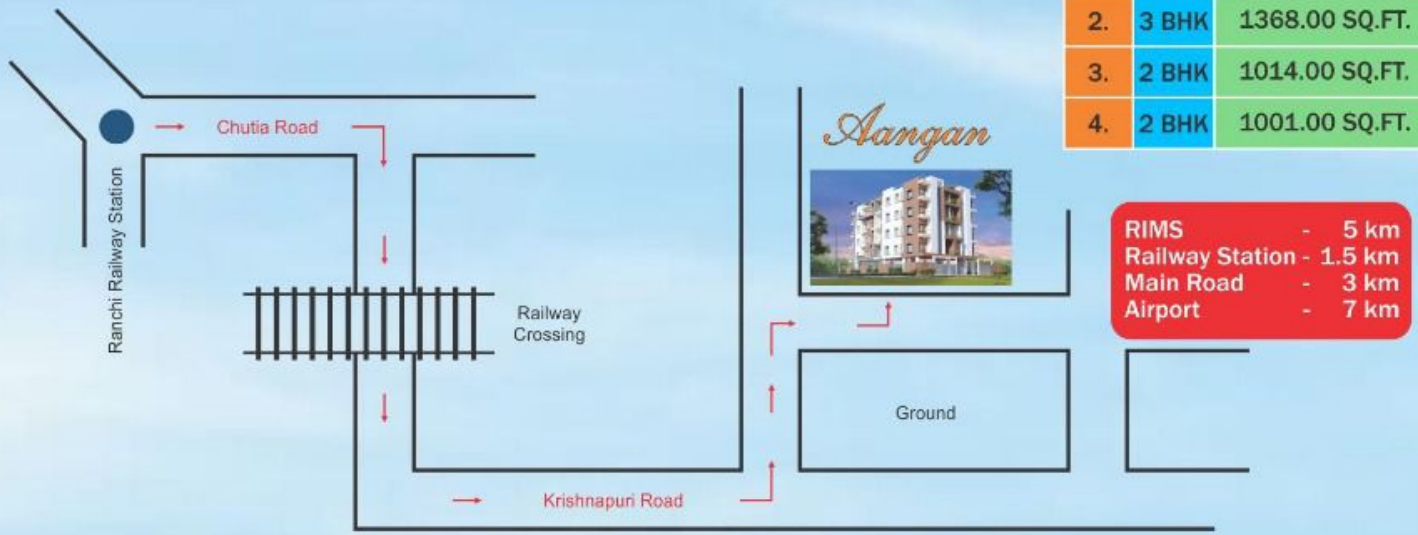 2. 3 BHK 1368.00 SQ.FT.
3. 2 BHK 1014.00 SQ.FT.
4. 2 BHK 1001.00 SQ.FT.
Chutia Road
Aangan
Ranchi Railway Station
RIMS - 5 km
Railway Station - 1.5 km
Main Road - 3 km
Airport - 7 km
Railway
Crossing
Ground
Krishnapuri Road